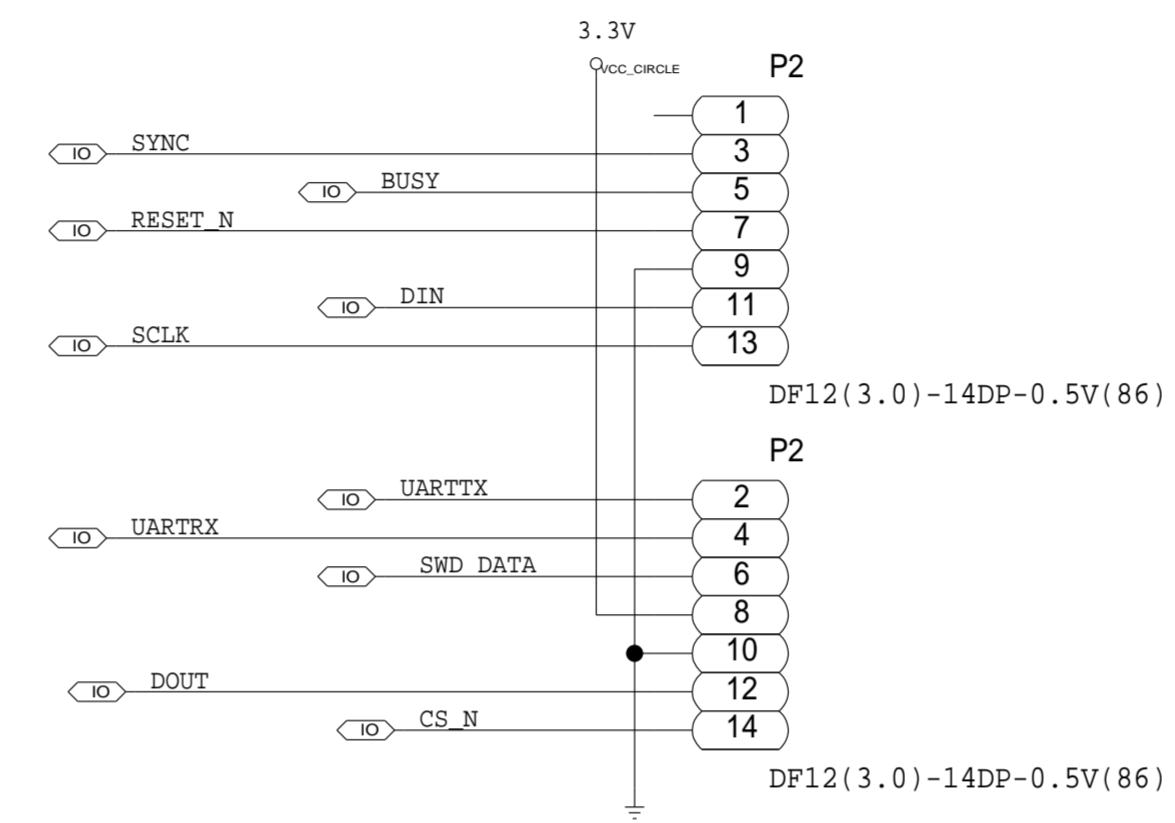 3.3V
VCC_CIRCLE
P2
1
IO SYNC 3
IO BUSY 5
IO RESET_N 7
9
IO DIN 11
IO SCLK 13
DF12(3.0)-14DP-0.5V(86)
P2
IO UARTTX 2
IO UARTRX 4
IO SWD DATA 6
8
10
IO DOUT 12
IO CS_N 14
DF12(3.0)-14DP-0.5V(86)